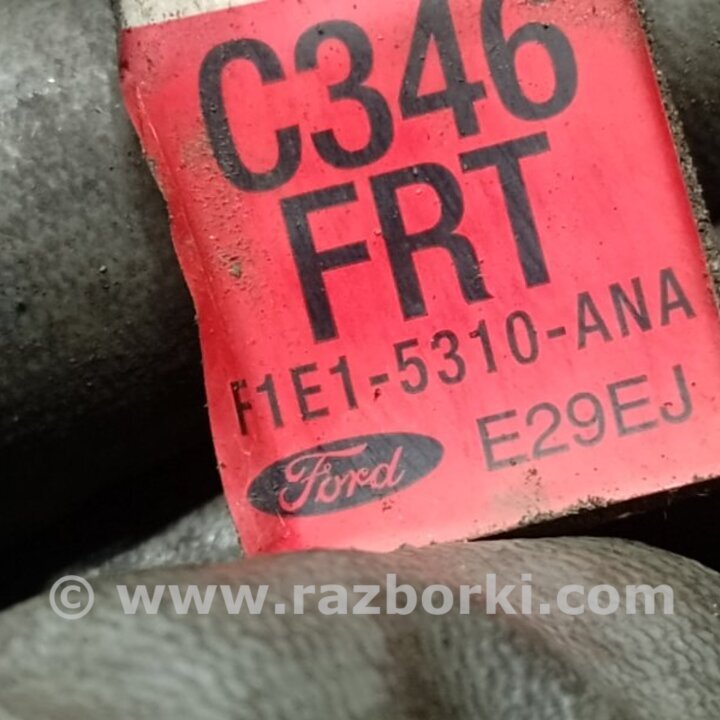 C346
FRT
F1E1-5310-ANA
E29EJ
Ford
© www.razborki.com